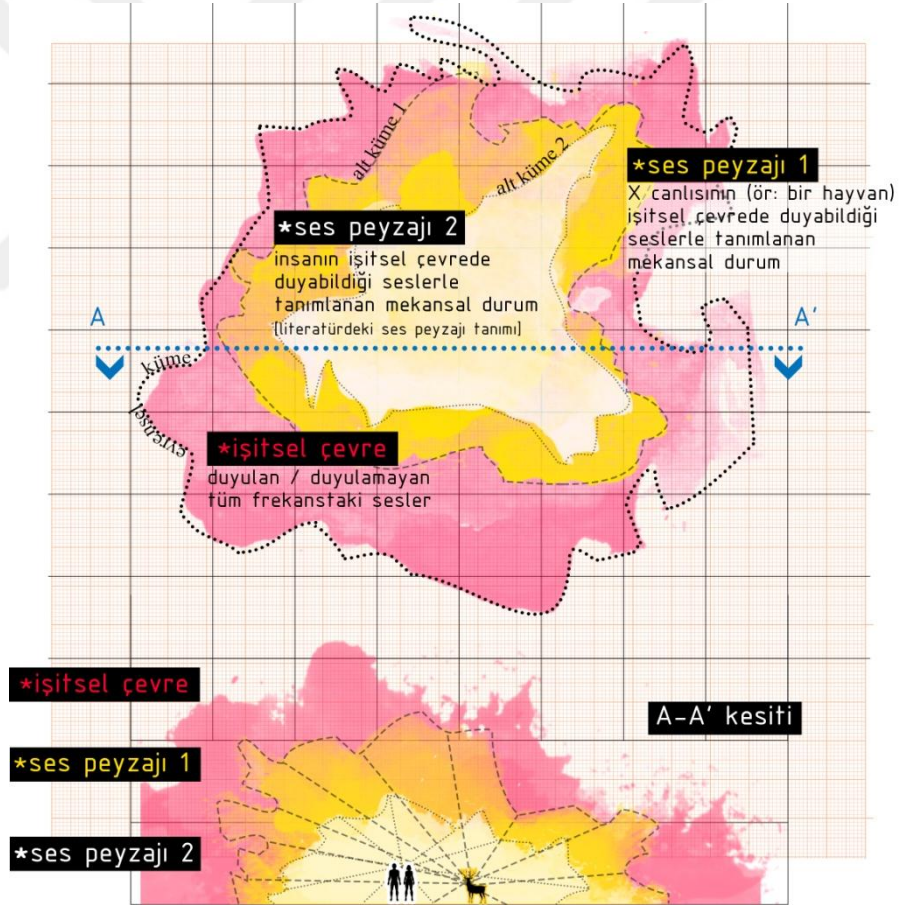 alt küme 1
alt küme 2
*ses peyzajı 1
X canlısının (ör: bir hayvan)
işitsel çevrede duyabildiği
seslerle tanımlanan
mekansal durum
*ses peyzajı 2
insanın işitsel çevrede
duyabildiği seslerle
tanımlanan mekansal durum
[literatürdeki ses peyzajı tanımı]
A
A'
evrensel
küme
*işitsel çevre
duyulan / duyulamayan
tüm frekanstaki sesler
*işitsel çevre
A-A' kesiti
*ses peyzajı 1
*ses peyzajı 2